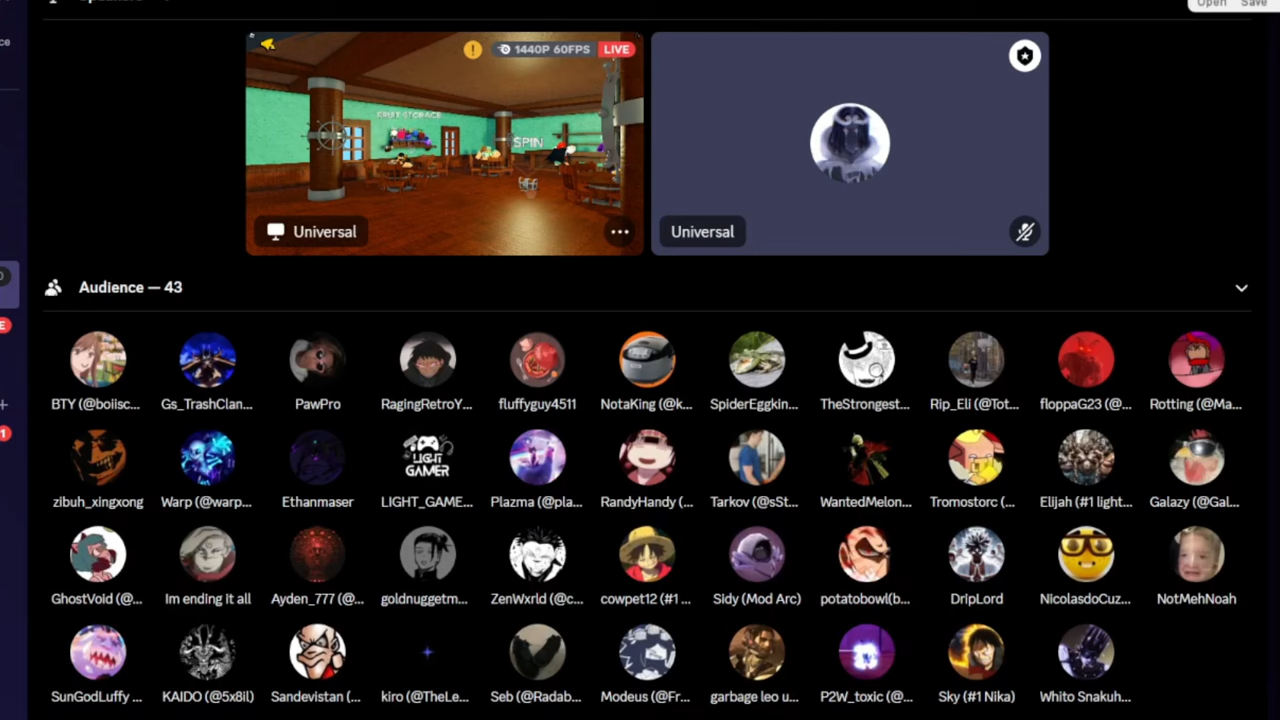 Open Save
1440P 60FPS LIVE
FRUIT STORAGE
SPIN
Universal
Universal
Audience — 43
BTY (@boiisc... Gs_TrashClan... PawPro RagingRetroY... fluffyguy4511 NotaKing (@k... SpiderEggkin... TheStrongest... Rip_Eli (@Tot... floppaG23 (@... Rotting (@Ma...
LIGHT
GAMER
zibuh_xingxong Warp (@warp... Ethanmaser LIGHT_GAME... Plazma (@pla... RandyHandy (... Tarkov (@sSt... WantedMelon... Tromostorc (... Elijah (#1 light... Galazy (@Gal...
GhostVoid (@... Im ending it all Ayden_777 (@... goldnuggetm... ZenWxrld (@c... cowpet12 (#1 ... Sidy (Mod Arc) potatobowl(b... DripLord NicolasdoCuz... NotMehNoah
SunGodLuffy ... KAIDO (@5x8il) Sandevistan (... kiro (@TheLe... Seb (@Radab... Modeus (@Fr... garbage leo u... P2W_toxic (@... Sky (#1 Nika) Whito Snakuh...